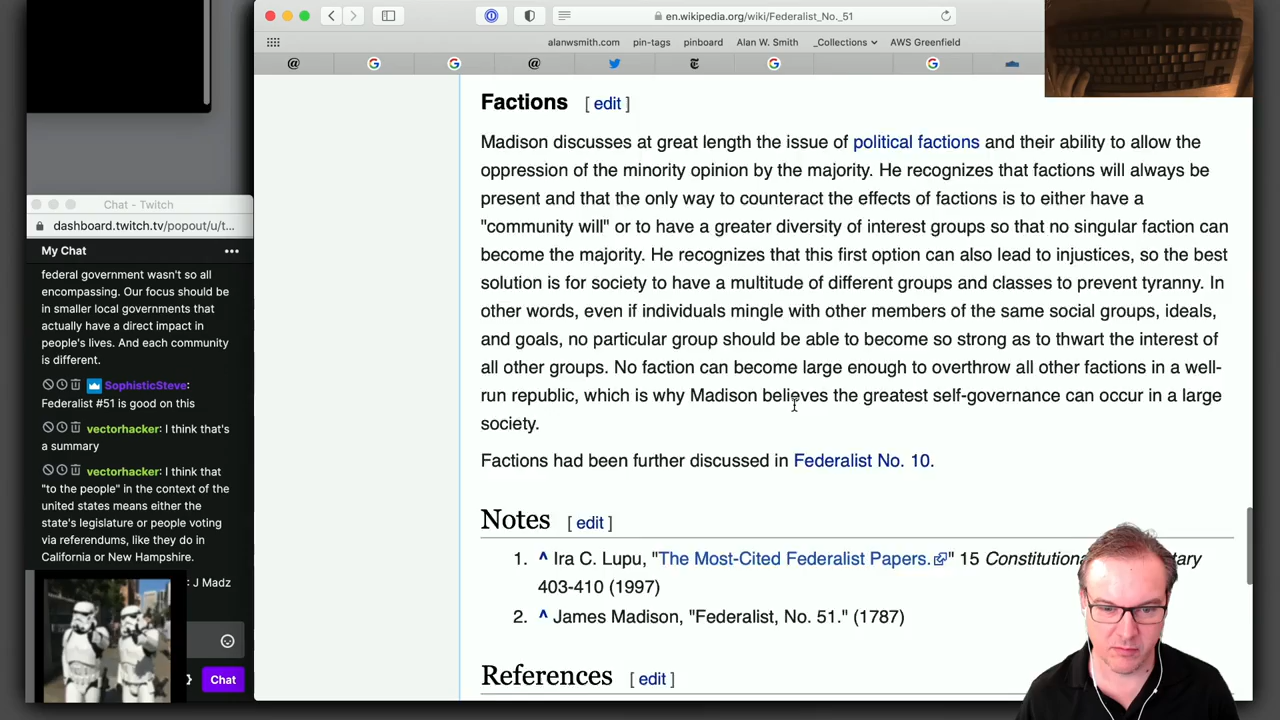 en.wikipedia.org/wiki/Federalist_No._51
alanwsmith.com pin-tags pinboard Alan W. Smith _Collections AWS Greenfield
Factions [ edit ]
Madison discusses at great length the issue of political factions and their ability to allow the
oppression of the minority opinion by the majority. He recognizes that factions will always be
present and that the only way to counteract the effects of factions is to either have a
"community will" or to have a greater diversity of interest groups so that no singular faction can
become the majority. He recognizes that this first option can also lead to injustices, so the best
solution is for society to have a multitude of different groups and classes to prevent tyranny. In
other words, even if individuals mingle with other members of the same social groups, ideals,
and goals, no particular group should be able to become so strong as to thwart the interest of
all other groups. No faction can become large enough to overthrow all other factions in a well-
run republic, which is why Madison believes the greatest self-governance can occur in a large
society.
Factions had been further discussed in Federalist No. 10.
Notes [ edit ]
1. ^ Ira C. Lupu, "The Most-Cited Federalist Papers." 15 Constitutiona tary
403-410 (1997)
2. ^ James Madison, "Federalist, No. 51." (1787)
References [ edit ]
Chat - Twitch
dashboard.twitch.tv/popout/u/t...
My Chat
federal government wasn't so all
encompassing. Our focus should be
in smaller local governments that
actually have a direct impact in
people's lives. And each community
is different.
SophisticSteve:
Federalist #51 is good on this
vectorhacker: I think that's
a summary
vectorhacker: I think that
"to the people" in the context of the
united states means either the
state's legislature or people voting
via referendums, like they do in
California or New Hampshire.
: J Madz
Chat